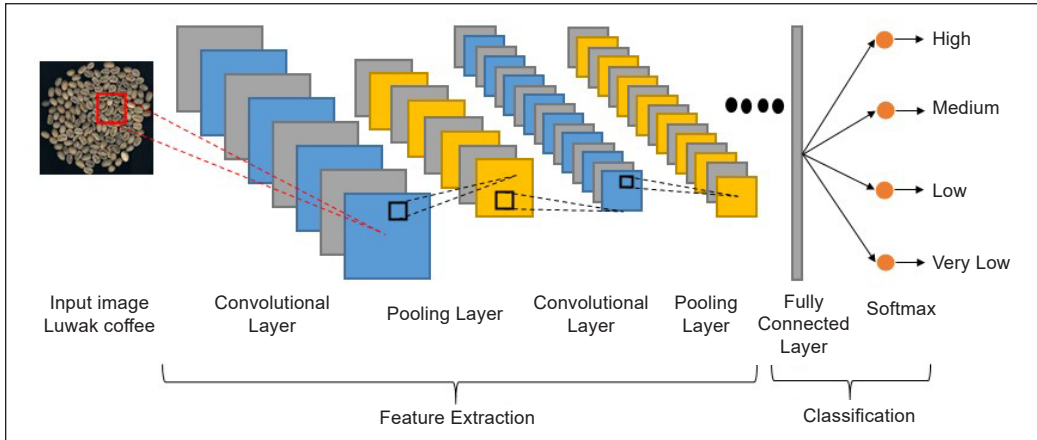 High
Medium
Low
Very Low
Input image
Luwak coffee
Convolutional
Layer
Pooling Layer
Convolutional
Layer
Pooling
Layer
Fully
Connected
Layer
Softmax
Feature Extraction
Classification